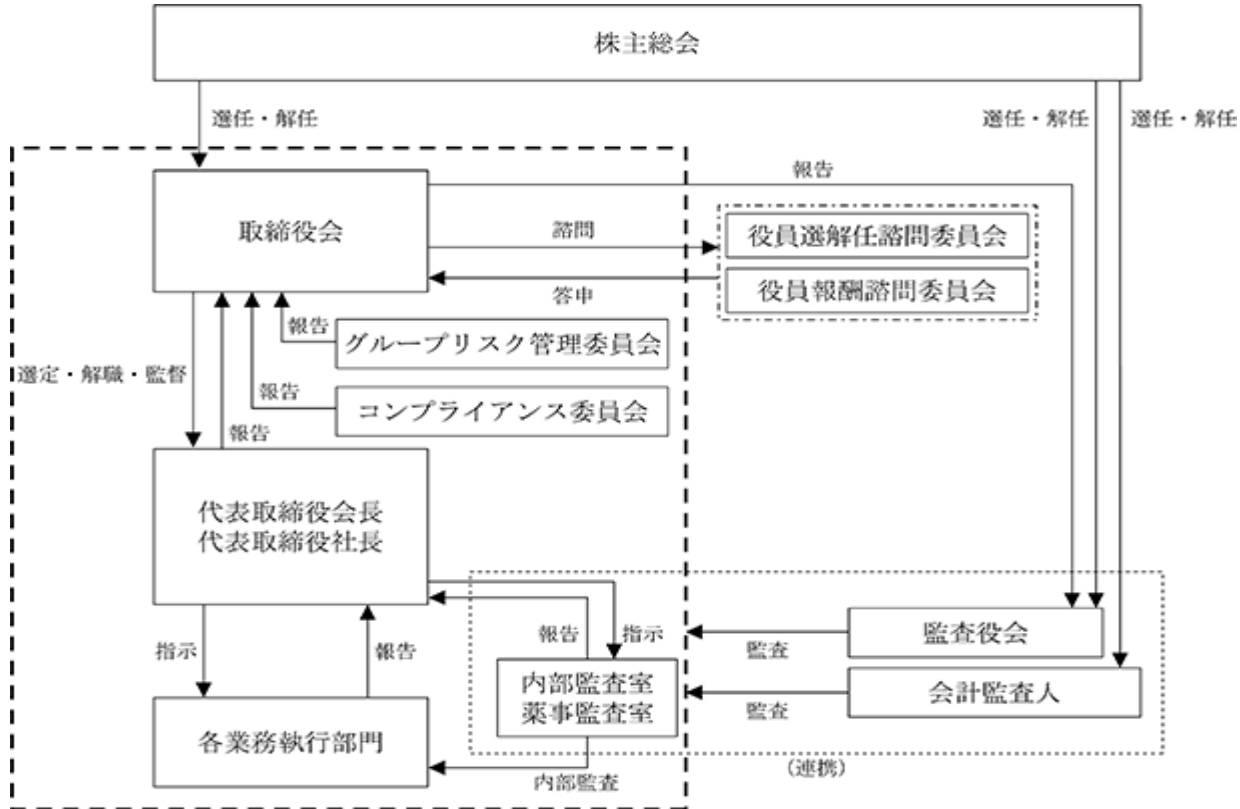 株主総会
選任・解任
選任・解任
選任・解任
報告
取締役会
諮問
役員選解任諮問委員会
答申
役員報酬諮問委員会
報告
グループリスク管理委員会
選定・解職・監督
報告
コンプライアンス委員会
報告
代表取締役会長
代表取締役社長
指示
報告
報告
指示
監査役会
監査
内部監査室
薬事監査室
会計監査人
監査
各業務執行部門
内部監査
(連携)